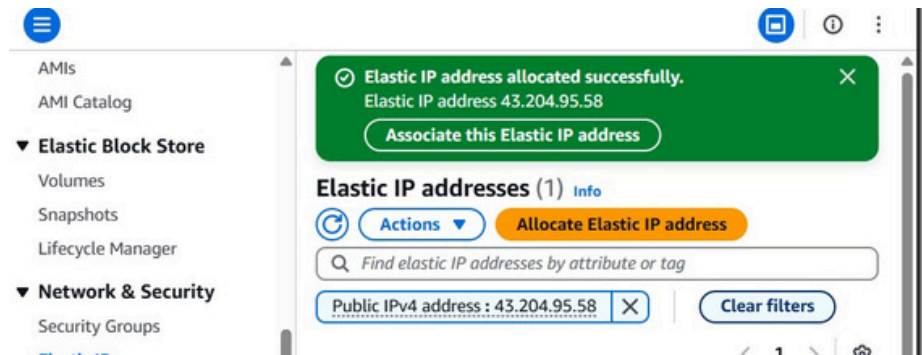 AMIs
AMI Catalog
Elastic Block Store
Volumes
Snapshots
Lifecycle Manager
Network & Security
Security Groups
Elastic IP address allocated successfully.
Elastic IP address 43.204.95.58
Associate this Elastic IP address
Elastic IP addresses (1) Info
Actions Allocate Elastic IP address
Find elastic IP addresses by attribute or tag
Public IPv4 address : 43.204.95.58 Clear filters
1